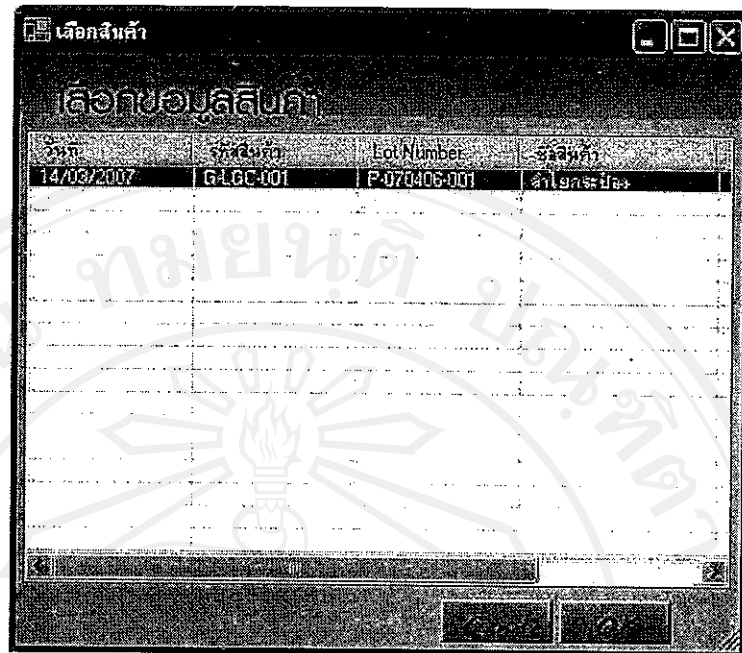 เลือกสินค้า
เลือกข้อมูลสินค้า
วันที่ รหัสสินค้า Lot Number ชื่อสินค้า
14/03/2007 G-LGC-001 P-070406-001 ลำไยกระป๋อง